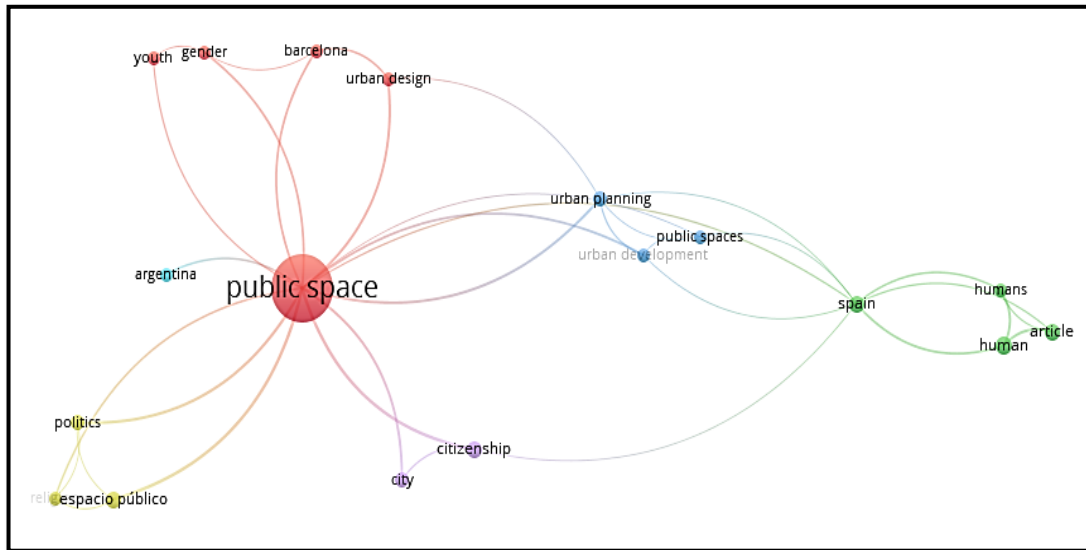 youth
gender
barcelona
urban design
urban planning
public spaces
urban development
argentina
public space
spain
humans
article
human
politics
citizenship
city
espacio público